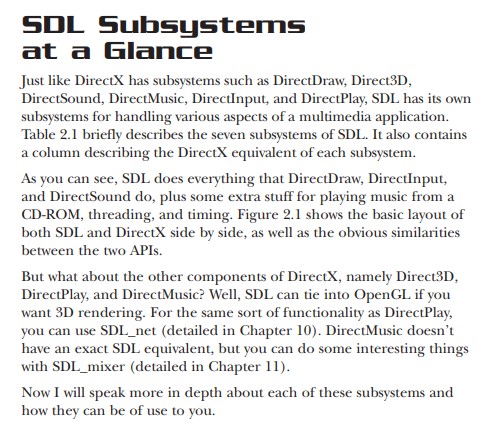 SDL Subsystems
at a Glance
Just like DirectX has subsystems such as DirectDraw, Direct3D,
DirectSound, DirectMusic, DirectInput, and DirectPlay, SDL has its own
subsystems for handling various aspects of a multimedia application.
Table 2.1 briefly describes the seven subsystems of SDL. It also contains
a column describing the DirectX equivalent of each subsystem.
As you can see, SDL does everything that DirectDraw, DirectInput,
and DirectSound do, plus some extra stuff for playing music from a
CD-ROM, threading, and timing. Figure 2.1 shows the basic layout of
both SDL and DirectX side by side, as well as the obvious similarities
between the two APIs.
But what about the other components of DirectX, namely Direct3D,
DirectPlay, and DirectMusic? Well, SDL can tie into OpenGL if you
want 3D rendering. For the same sort of functionality as DirectPlay,
you can use SDL_net (detailed in Chapter 10). DirectMusic doesn't
have an exact SDL equivalent, but you can do some interesting things
with SDL_mixer (detailed in Chapter 11).
Now I will speak more in depth about each of these subsystems and
how they can be of use to you.